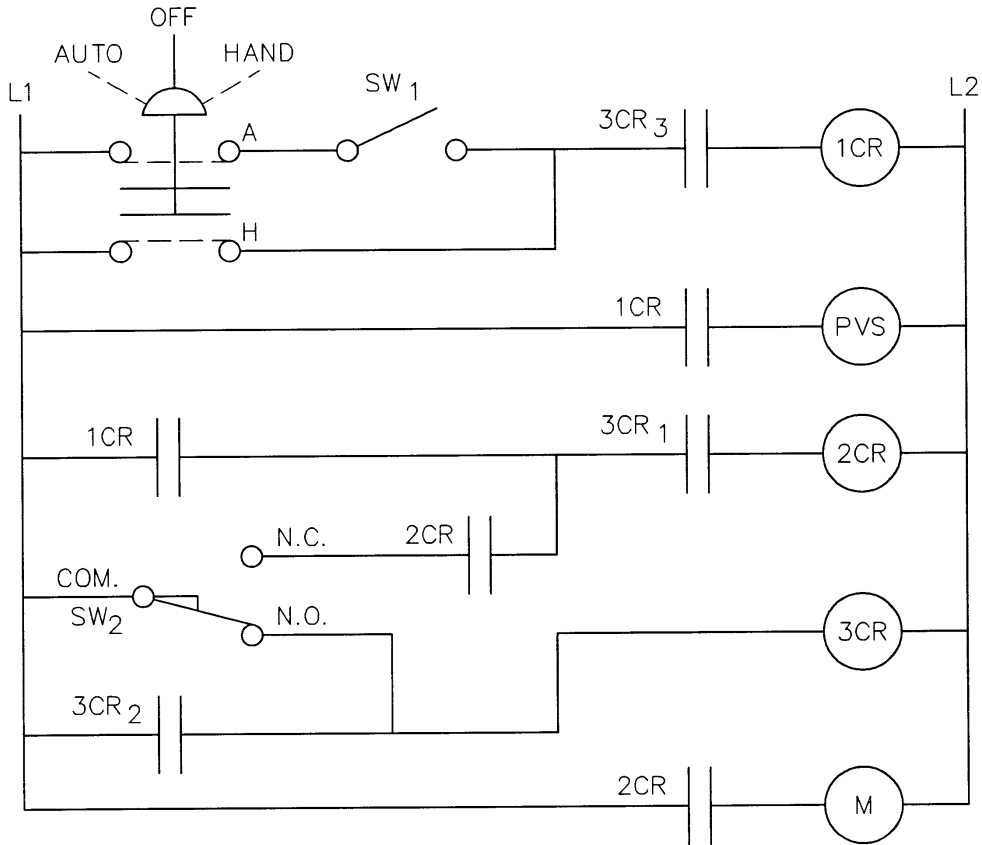 OFF
AUTO
HAND
L1
SW1
L2
A
3CR3
1CR
H
1CR
PVS
1CR
3CR1
2CR
N.C.
2CR
COM.
SW2
N.O.
3CR
3CR2
2CR
M